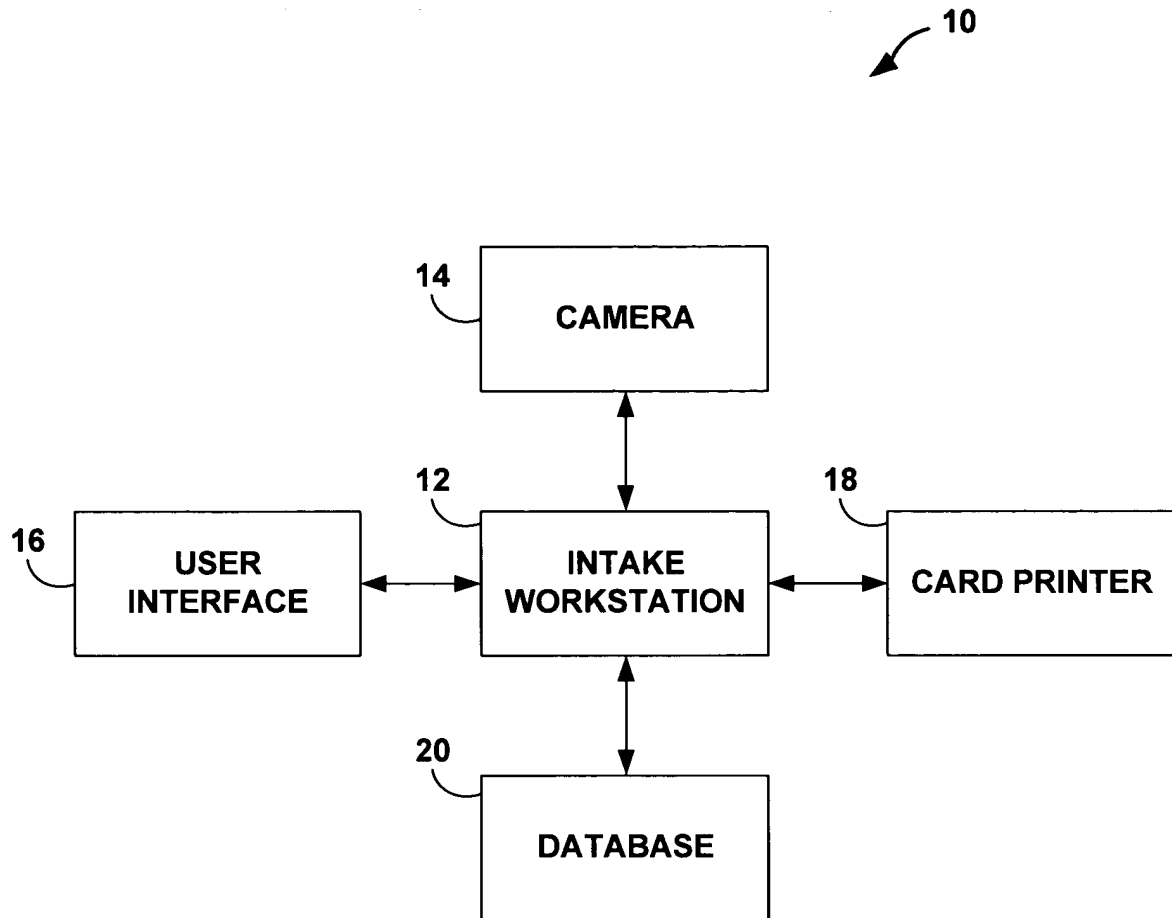 10
14
CAMERA
12
18
16
USER
INTERFACE
INTAKE
WORKSTATION
CARD PRINTER
20
DATABASE